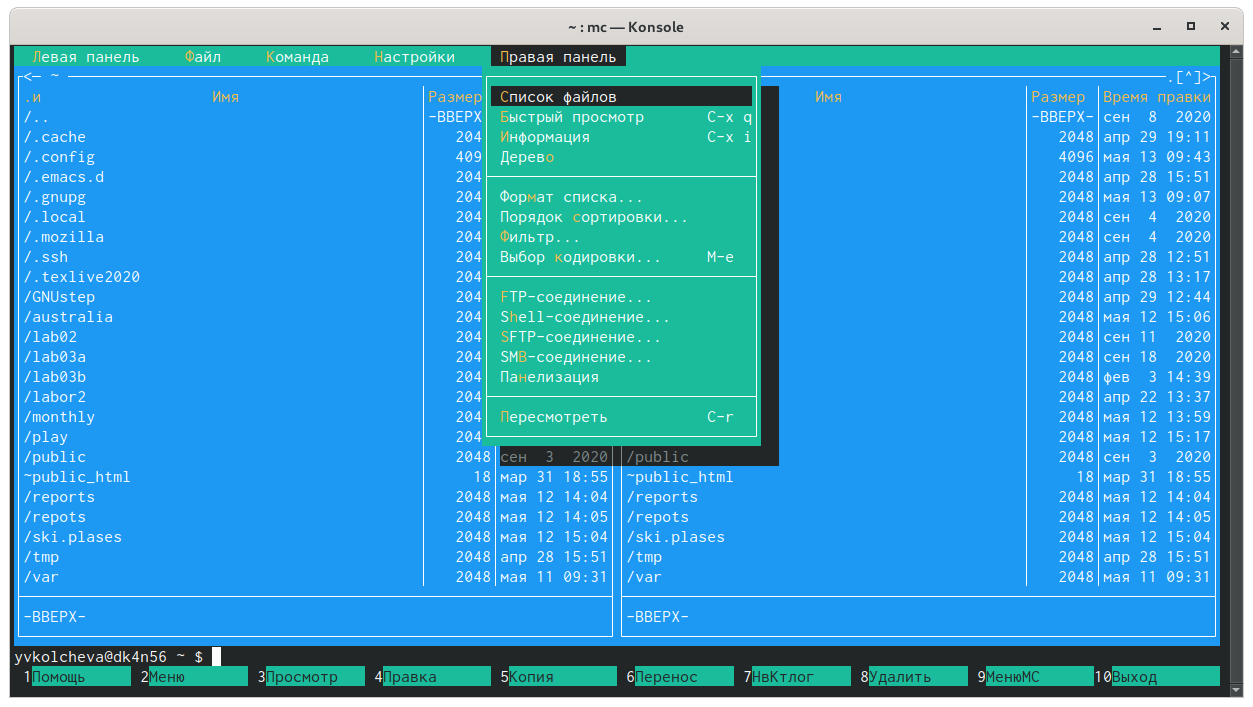 ~ : mc — Konsole
Левая панель Файл Команда Настройки Правая панель
<— ~ .[^]>
.и Имя Размер Список файлов Имя Размер Время правки
/.. -ВВЕРХ Быстрый просмотр C-x q -ВВЕРХ- сен 8 2020
/.cache 204 Информация C-x i 2048 апр 29 19:11
/.config 409 Дерево 4096 мая 13 09:43
/.emacs.d 204 2048 апр 28 15:51
/.gnupg 204 Формат списка... 2048 мая 13 09:07
/.local 204 Порядок сортировки... 2048 сен 4 2020
/.mozilla 204 Фильтр... 2048 сен 4 2020
/.ssh 204 Выбор кодировки... M-e 2048 апр 28 12:51
/.texlive2020 204 2048 апр 28 13:17
/GNUstep 204 FTP-соединение... 2048 апр 29 12:44
/australia 204 Shell-соединение... 2048 мая 12 15:06
/lab02 204 SFTP-соединение... 2048 сен 11 2020
/lab03a 204 SMB-соединение... 2048 сен 18 2020
/lab03b 204 Панелизация 2048 фев 3 14:39
/labor2 204 2048 апр 22 13:37
/monthly 204 Пересмотреть C-r 2048 мая 12 13:59
/play 204 2048 мая 12 15:17
/public 2048 сен 3 2020 /public 2048 сен 3 2020
~public_html 18 мар 31 18:55 ~public_html 18 мар 31 18:55
/reports 2048 мая 12 14:04 /reports 2048 мая 12 14:04
/repots 2048 мая 12 14:05 /repots 2048 мая 12 14:05
/ski.plases 2048 мая 12 15:04 /ski.plases 2048 мая 12 15:04
/tmp 2048 апр 28 15:51 /tmp 2048 апр 28 15:51
/var 2048 мая 11 09:31 /var 2048 мая 11 09:31
-ВВЕРХ- -ВВЕРХ-
yvkolcheva@dk4n56 ~ $
1Помощь 2Меню 3Просмотр 4Правка 5Копия 6Перенос 7НвКтлог 8Удалить 9МенюMC 10Выход